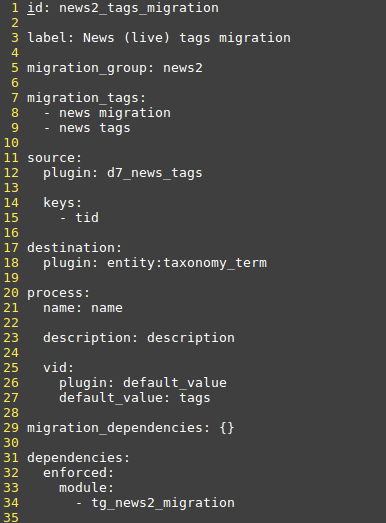 1 id: news2_tags_migration
2
3 label: News (live) tags migration
4
5 migration_group: news2
6
7 migration_tags:
8   - news migration
9   - news tags
10
11 source:
12   plugin: d7_news_tags
13
14   keys:
15     - tid
16
17 destination:
18   plugin: entity:taxonomy_term
19
20 process:
21   name: name
22
23   description: description
24
25   vid:
26     plugin: default_value
27     default_value: tags
28
29 migration_dependencies: {}
30
31 dependencies:
32   enforced:
33     module:
34       - tg_news2_migration
35